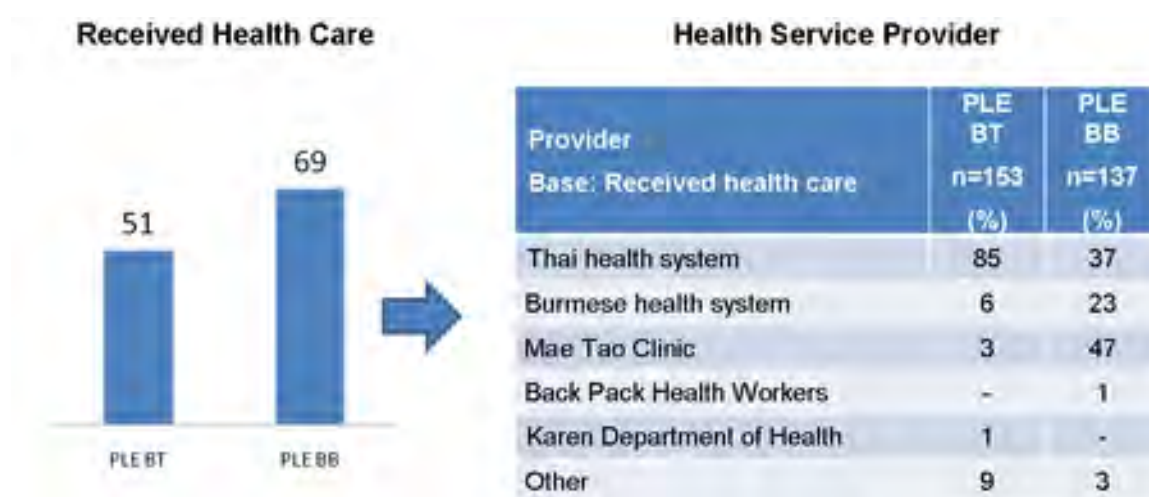 Received Health Care
69
51
PLE BT
PLE BB
Health Service Provider
Provider
Base: Received health care
PLE BT n=153 (%)
PLE BB n=137 (%)
Thai health system 85 37
Burmese health system 6 23
Mae Tao Clinic 3 47
Back Pack Health Workers - 1
Karen Department of Health 1 -
Other 9 3